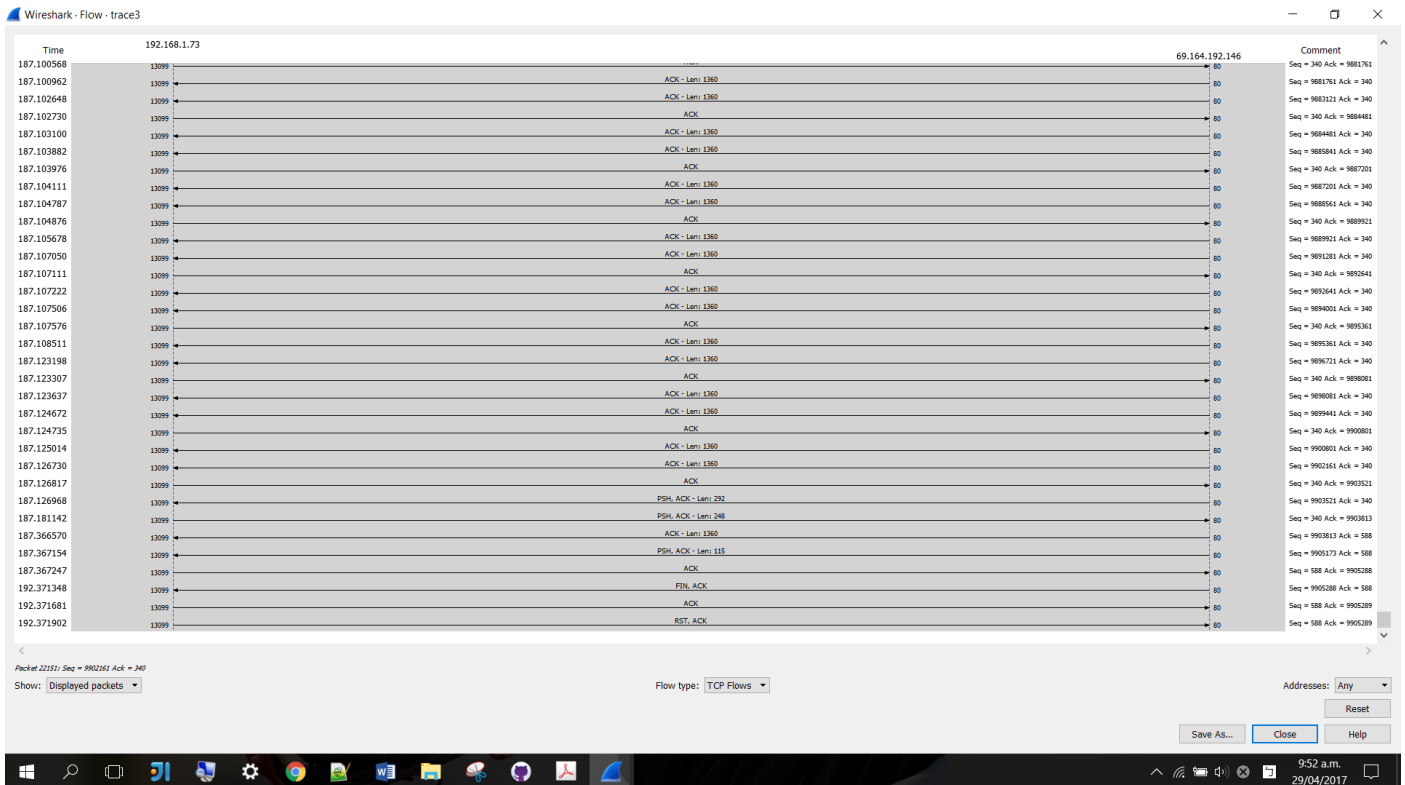 Wireshark · Flow · trace3
Time 192.168.1.73 69.164.192.146 Comment
187.100568 13099 80 Seq = 340 Ack = 9881761
187.100962 13099 ACK - Len: 1360 80 Seq = 9881761 Ack = 340
187.102648 13099 ACK - Len: 1360 80 Seq = 9883121 Ack = 340
187.102730 13099 ACK 80 Seq = 340 Ack = 9884481
187.103100 13099 ACK - Len: 1360 80 Seq = 9884481 Ack = 340
187.103882 13099 ACK - Len: 1360 80 Seq = 9885841 Ack = 340
187.103976 13099 ACK 80 Seq = 340 Ack = 9887201
187.104111 13099 ACK - Len: 1360 80 Seq = 9887201 Ack = 340
187.104787 13099 ACK - Len: 1360 80 Seq = 9888561 Ack = 340
187.104876 13099 ACK 80 Seq = 340 Ack = 9889921
187.105678 13099 ACK - Len: 1360 80 Seq = 9889921 Ack = 340
187.107050 13099 ACK - Len: 1360 80 Seq = 9891281 Ack = 340
187.107111 13099 ACK 80 Seq = 340 Ack = 9892641
187.107222 13099 ACK - Len: 1360 80 Seq = 9892641 Ack = 340
187.107506 13099 ACK - Len: 1360 80 Seq = 9894001 Ack = 340
187.107576 13099 ACK 80 Seq = 340 Ack = 9895361
187.108511 13099 ACK - Len: 1360 80 Seq = 9895361 Ack = 340
187.123198 13099 ACK - Len: 1360 80 Seq = 9896721 Ack = 340
187.123307 13099 ACK 80 Seq = 340 Ack = 9898081
187.123637 13099 ACK - Len: 1360 80 Seq = 9898081 Ack = 340
187.124672 13099 ACK - Len: 1360 80 Seq = 9899441 Ack = 340
187.124735 13099 ACK 80 Seq = 340 Ack = 9900801
187.125014 13099 ACK - Len: 1360 80 Seq = 9900801 Ack = 340
187.126730 13099 ACK - Len: 1360 80 Seq = 9902161 Ack = 340
187.126817 13099 ACK 80 Seq = 340 Ack = 9903521
187.126968 13099 PSH, ACK - Len: 292 80 Seq = 9903521 Ack = 340
187.181142 13099 PSH, ACK - Len: 248 80 Seq = 340 Ack = 9903813
187.366570 13099 ACK - Len: 1360 80 Seq = 9903813 Ack = 588
187.367154 13099 PSH, ACK - Len: 115 80 Seq = 9905173 Ack = 588
187.367247 13099 ACK 80 Seq = 588 Ack = 9905288
192.371348 13099 FIN, ACK 80 Seq = 9905288 Ack = 588
192.371681 13099 ACK 80 Seq = 588 Ack = 9905289
192.371902 13099 RST, ACK 80 Seq = 588 Ack = 9905289
Packet 22151: Seq = 9902161 Ack = 340
Show: Displayed packets Flow type: TCP Flows Addresses: Any
Reset
Save As... Close Help
9:52 a.m.
29/04/2017